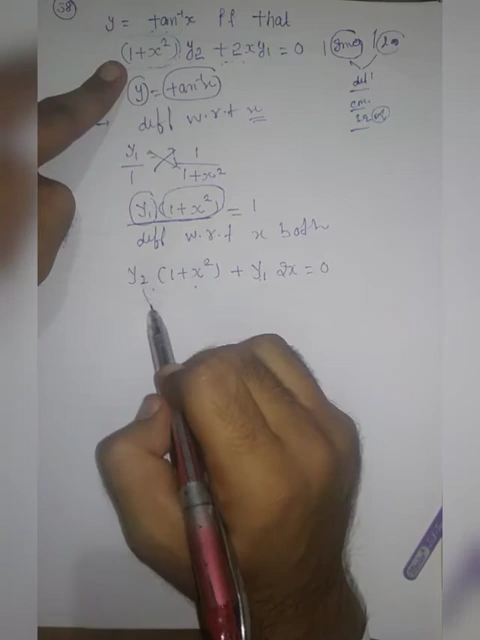 38
y = tan⁻¹x Pf that
(1+x²) y₂ + 2xy₁ = 0
y = tan⁻¹x
diff w.r.t x
y₁/1 1/1+x²
y₁ (1+x²) = 1
diff w.r.t x both
y₂ (1+x²) + y₁ 2x = 0